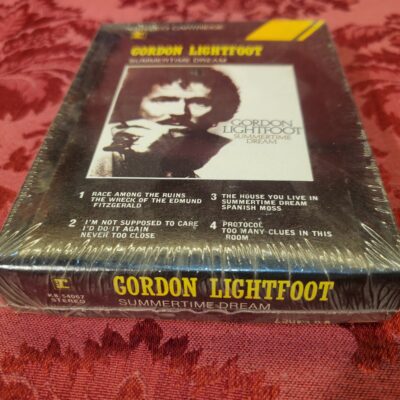 GORDON LIGHTFOOT
SUMMERTIME DREAM
GORDON
LIGHTFOOT
SUMMERTIME
DREAM
1 RACE AMONG THE RUINS
THE WRECK OF THE EDMUND
FITZGERALD
2 I'M NOT SUPPOSED TO CARE
I'D DO IT AGAIN
NEVER TOO CLOSE
3 THE HOUSE YOU LIVE IN
SUMMERTIME DREAM
SPANISH MOSS
4 PROTOCOL
TOO MANY CLUES IN THIS
ROOM
GORDON LIGHTFOOT
STEREO
SUMMERTIME DREAM